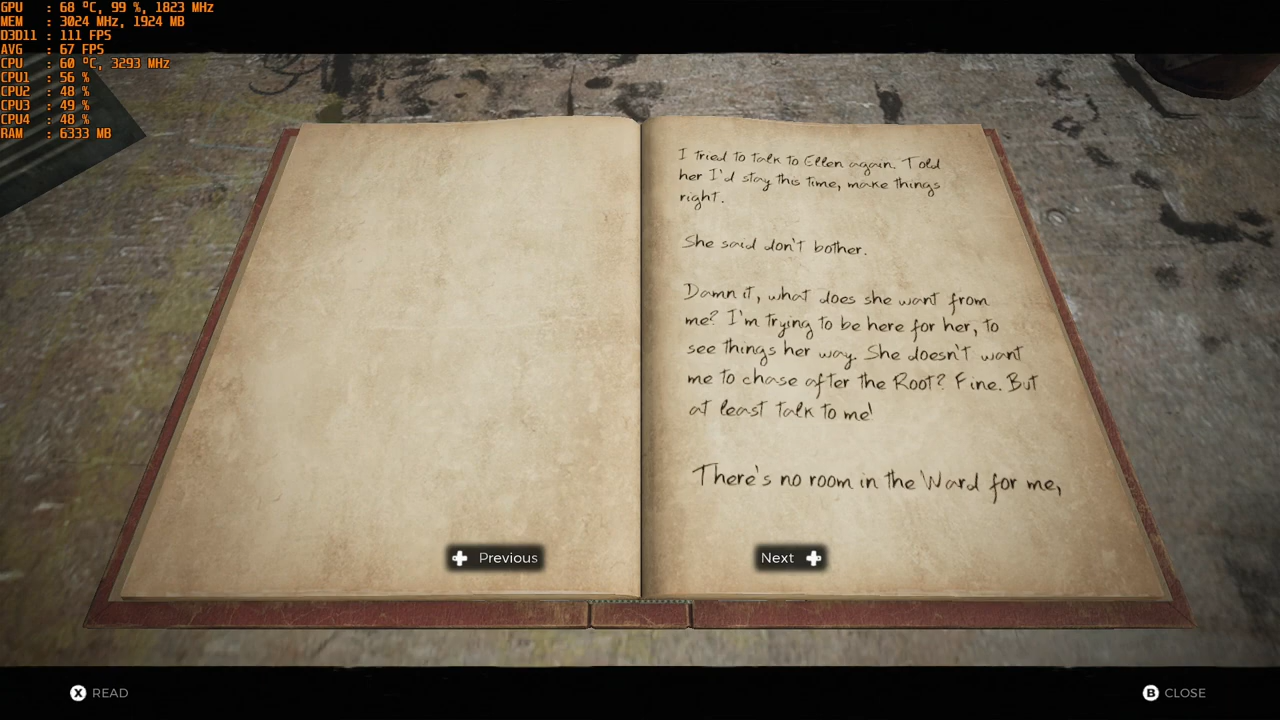 GPU : 68 ºC, 99 %, 1823 MHz
MEM : 3024 MHz, 1924 MB
D3D11 : 111 FPS
AVG : 67 FPS
CPU : 60 ºC, 3293 MHz
CPU1 : 56 %
CPU2 : 48 %
CPU3 : 49 %
CPU4 : 48 %
RAM : 6333 MB
I tried to talk to Ellen again. Told
her I'd stay this time, make things
right.
She said don't bother.
Damn it, what does she want from
me? I'm trying to be here for her, to
see things her way. She doesn't want
me to chase after the Root? Fine. But
at least talk to me!
There's no room in the Ward for me,
Previous
Next
X READ
B CLOSE